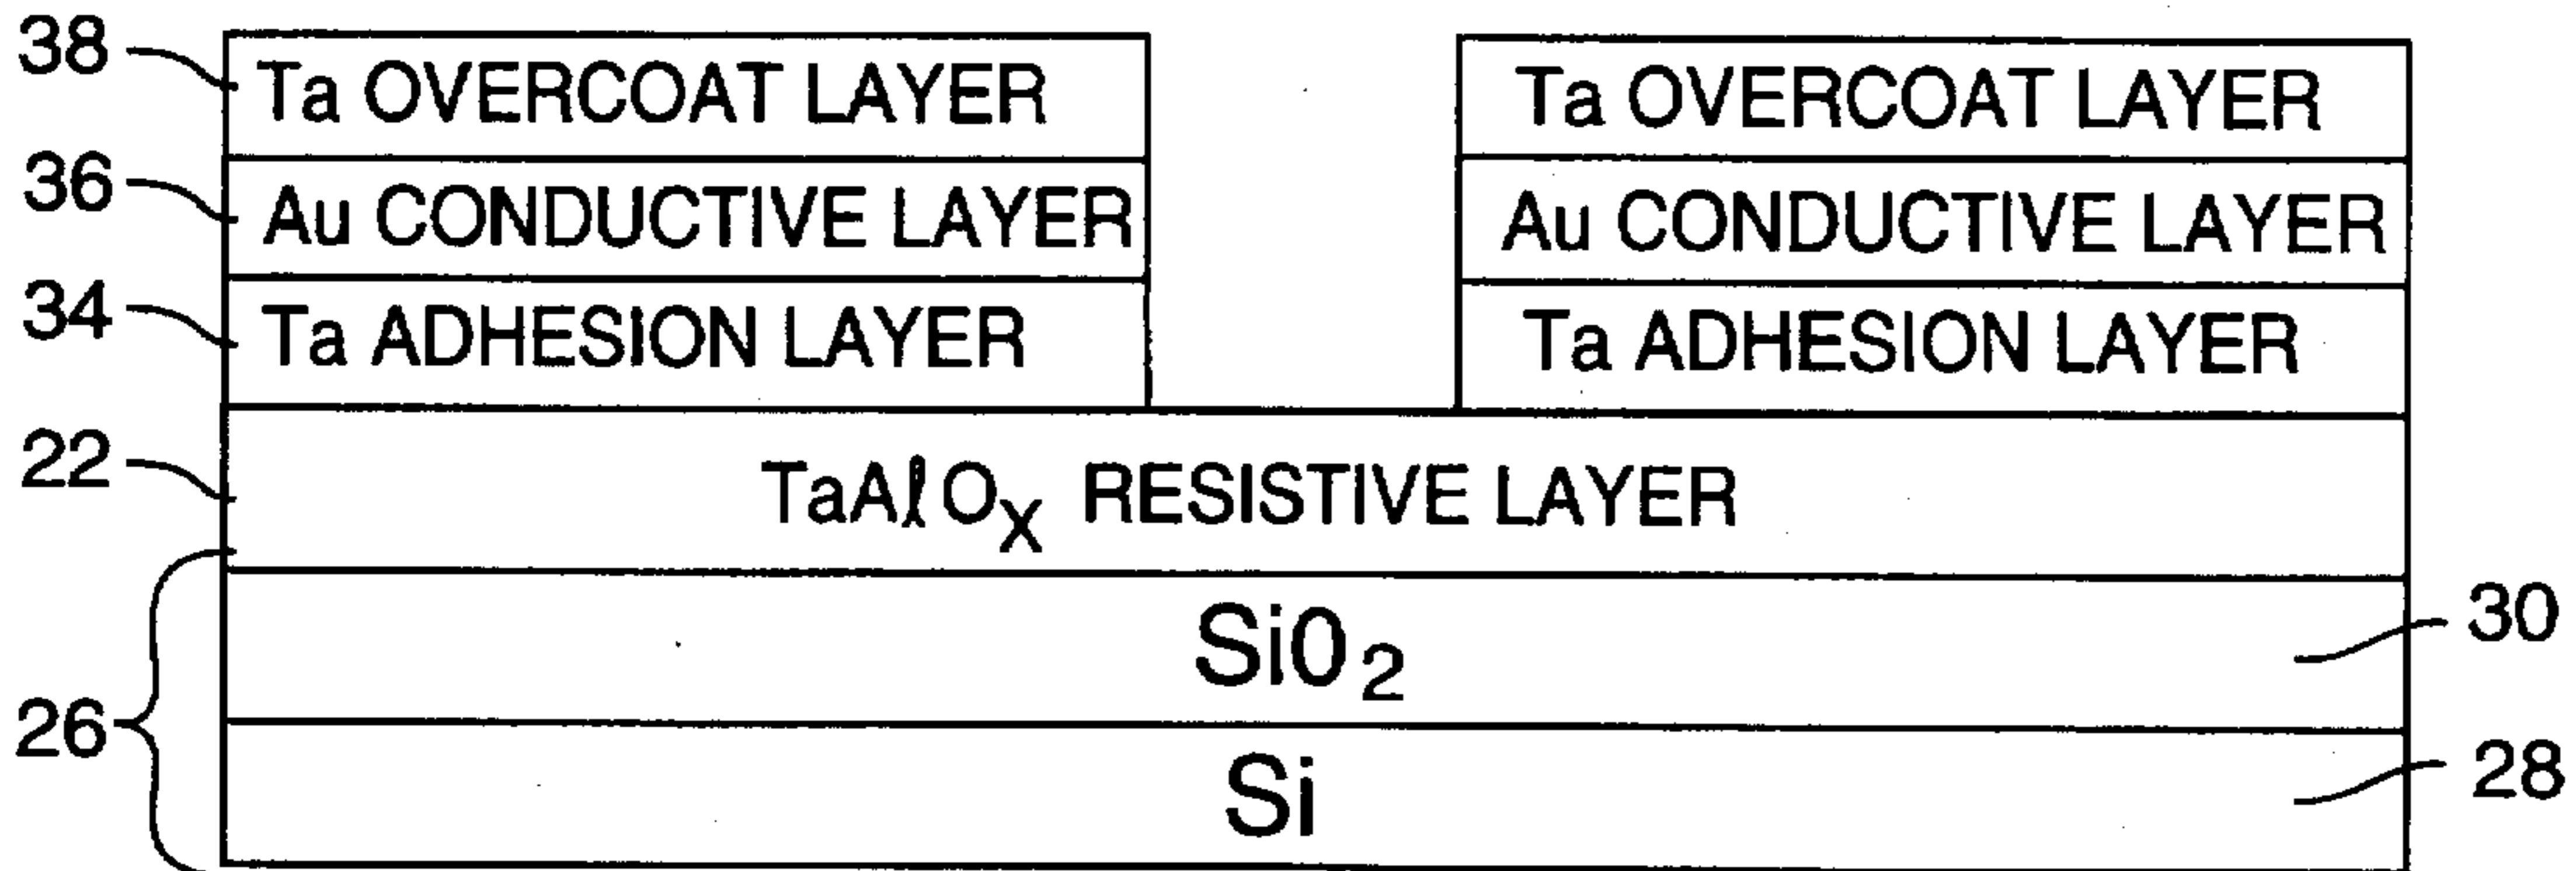 38 Ta OVERCOAT LAYER Ta OVERCOAT LAYER
36 Au CONDUCTIVE LAYER Au CONDUCTIVE LAYER
34 Ta ADHESION LAYER Ta ADHESION LAYER
22 TaAlOX RESISTIVE LAYER
SiO2 30
26
Si 28